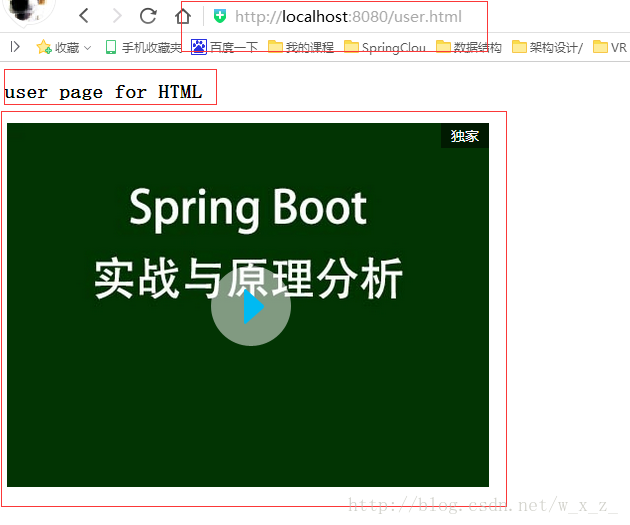 http://localhost:8080/user.html
收藏 手机收藏夹 百度一下 我的课程 SpringClou 数据结构 架构设计/ VR
user page for HTML
独家
Spring Boot
实战与原理分析
http://blog.csdn.net/w_x_z_